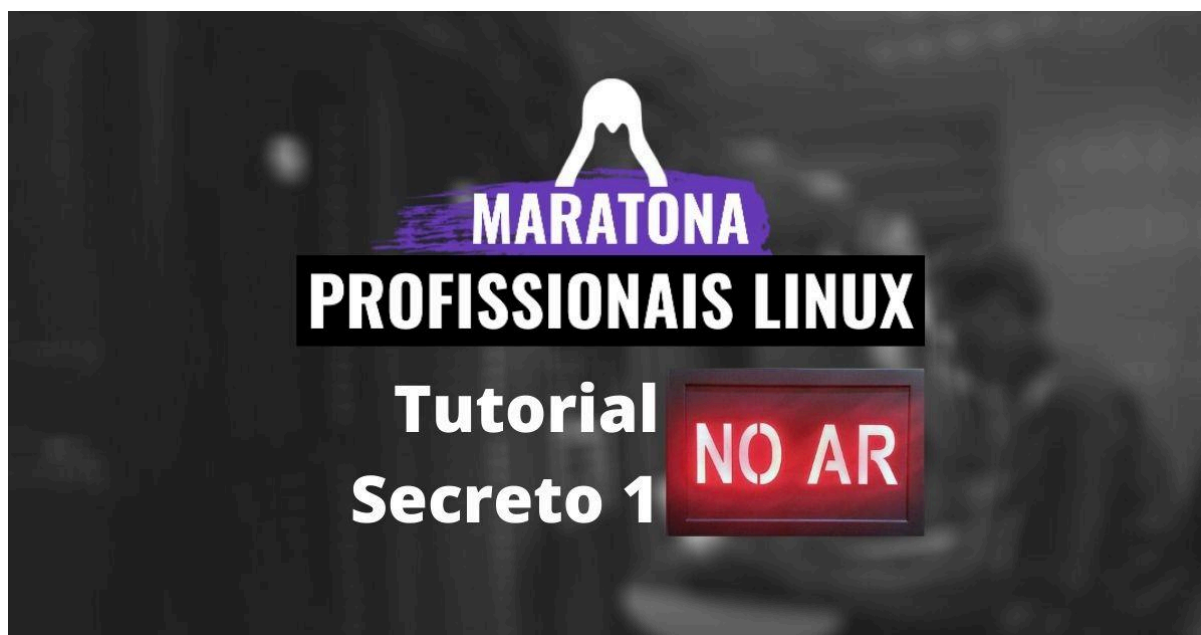 MARATONA
PROFISSIONAIS LINUX
Tutorial
Secreto 1
NO AR